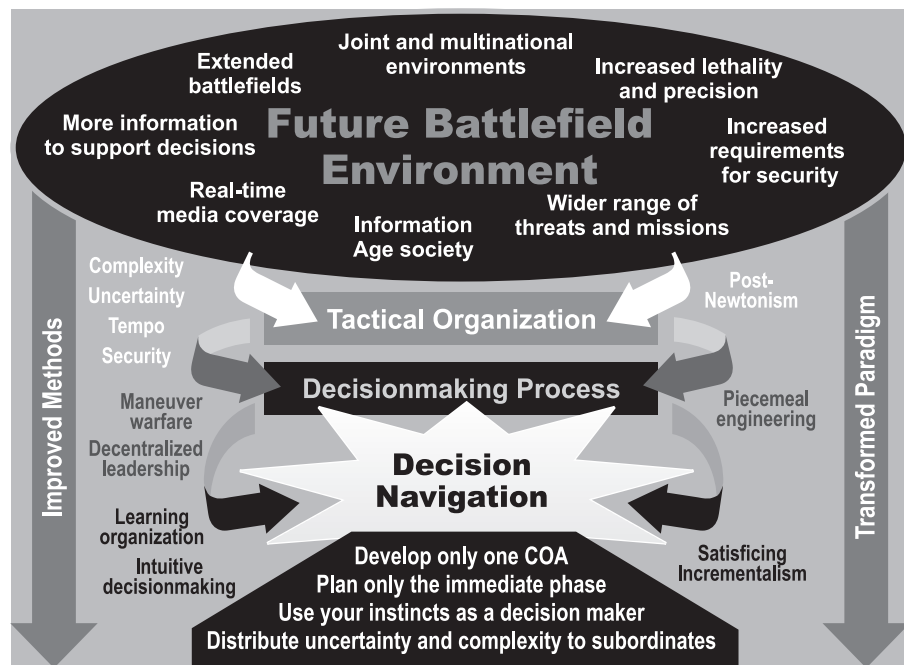 Joint and multinational
environments
Extended
battlefields
Increased lethality
and precision
More information
to support decisions
Future Battlefield
Environment
Increased
requirements
for security
Real-time
media coverage
Information
Age society
Wider range of
threats and missions
Complexity
Uncertainty
Tempo
Security
Post-
Newtonism
Tactical Organization
Improved Methods
Transformed Paradigm
Decisionmaking Process
Maneuver
warfare
Decentralized
leadership
Piecemeal
engineering
Decision
Navigation
Learning
organization
Intuitive
decisionmaking
Satisficing
Incrementalism
Develop only one COA
Plan only the immediate phase
Use your instincts as a decision maker
Distribute uncertainty and complexity to subordinates